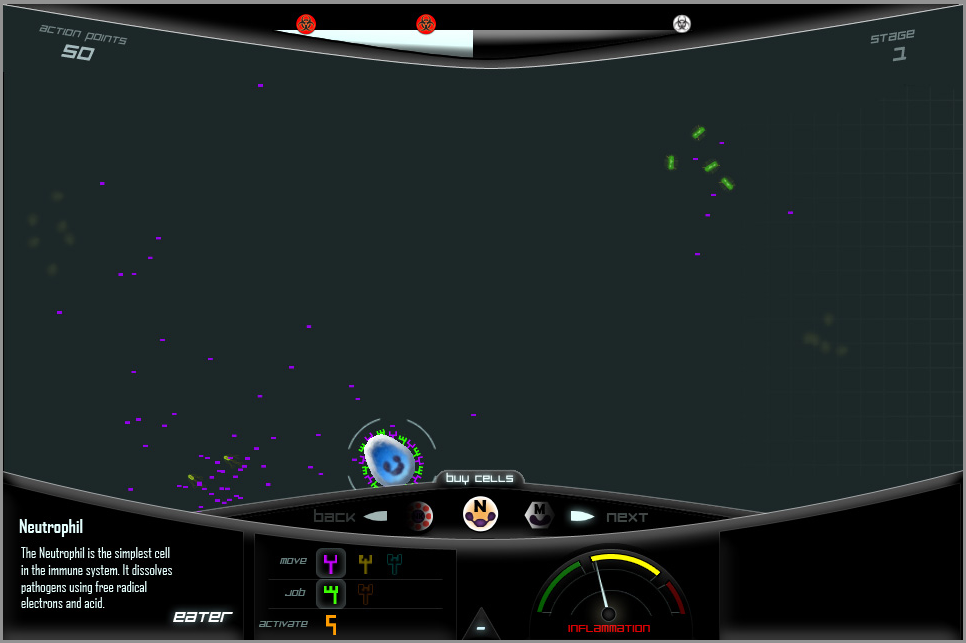 ACTION POINTS
50
STAGE
1
BUY CELLS
BACK
N
M
NEXT
Neutrophil
The Neutrophil is the simplest cell
in the immune system. It dissolves
pathogens using free radical
electrons and acid.
EATER
MOVE
JOB
ACTIVATE
-
INFLAMMATION